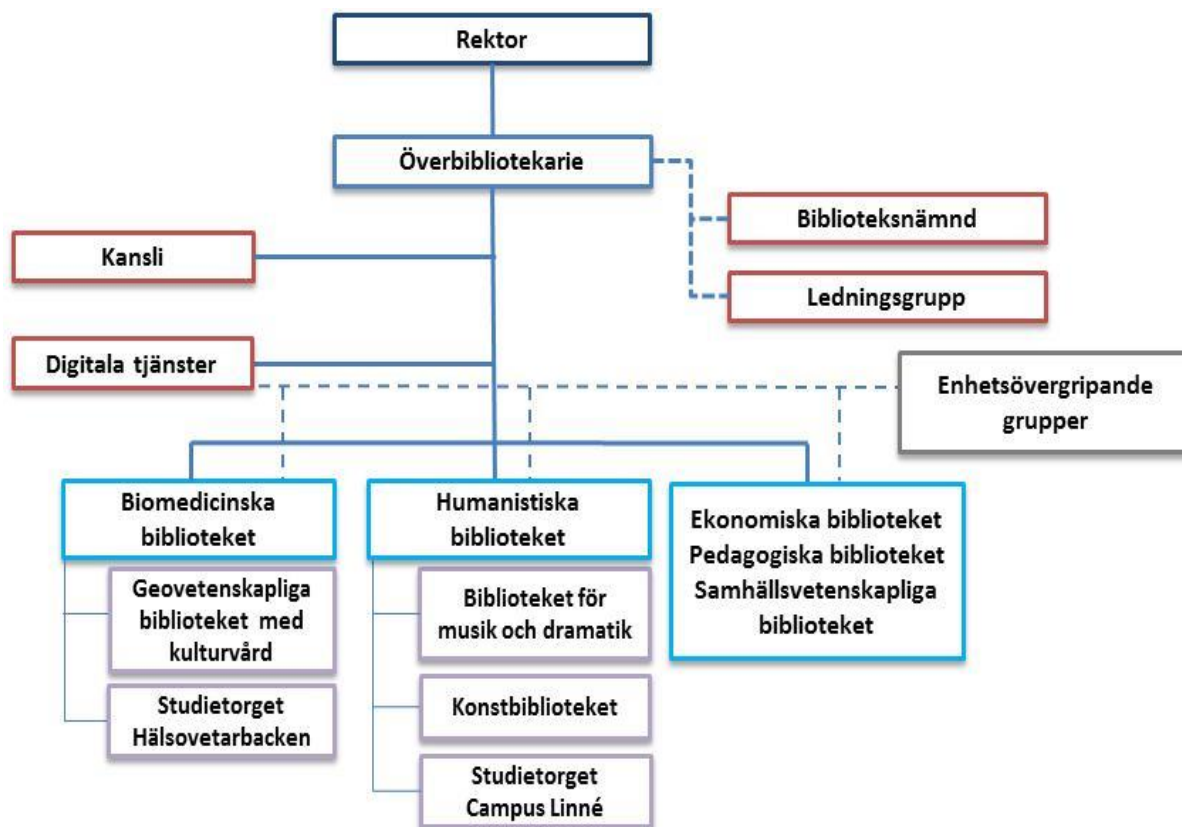 Rektor
Överbibliotekarie
Biblioteksnämnd
Kansli
Ledningsgrupp
Digitala tjänster
Enhetsövergripande
grupper
Biomedicinska
biblioteket
Geovetenskapliga
biblioteket med
kulturvård
Studietorget
Hälsovetarbacken
Humanistiska
biblioteket
Biblioteket för
musik och dramatik
Konstbiblioteket
Studietorget
Campus Linné
Ekonomiska biblioteket
Pedagogiska biblioteket
Samhällsvetenskapliga
biblioteket